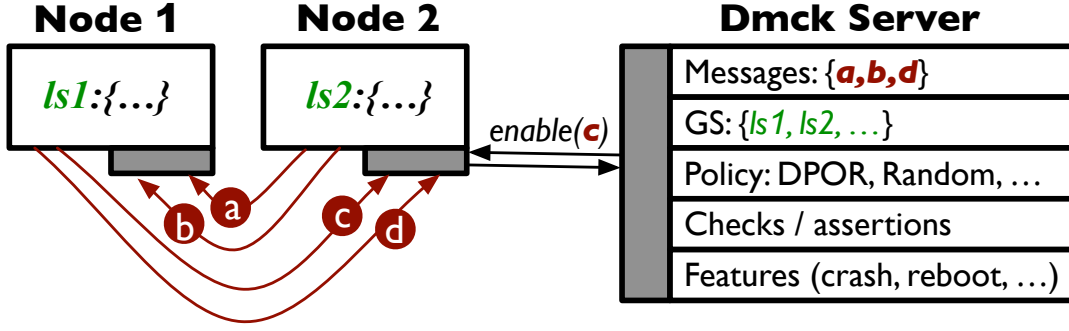 Node 1
Node 2
Dmck Server
ls1:{...}
ls2:{...}
enable(c)
Messages: {a,b,d}
GS: {ls1, ls2, ...}
Policy: DPOR, Random, ...
Checks / assertions
Features (crash, reboot, ...)
a
b
c
d